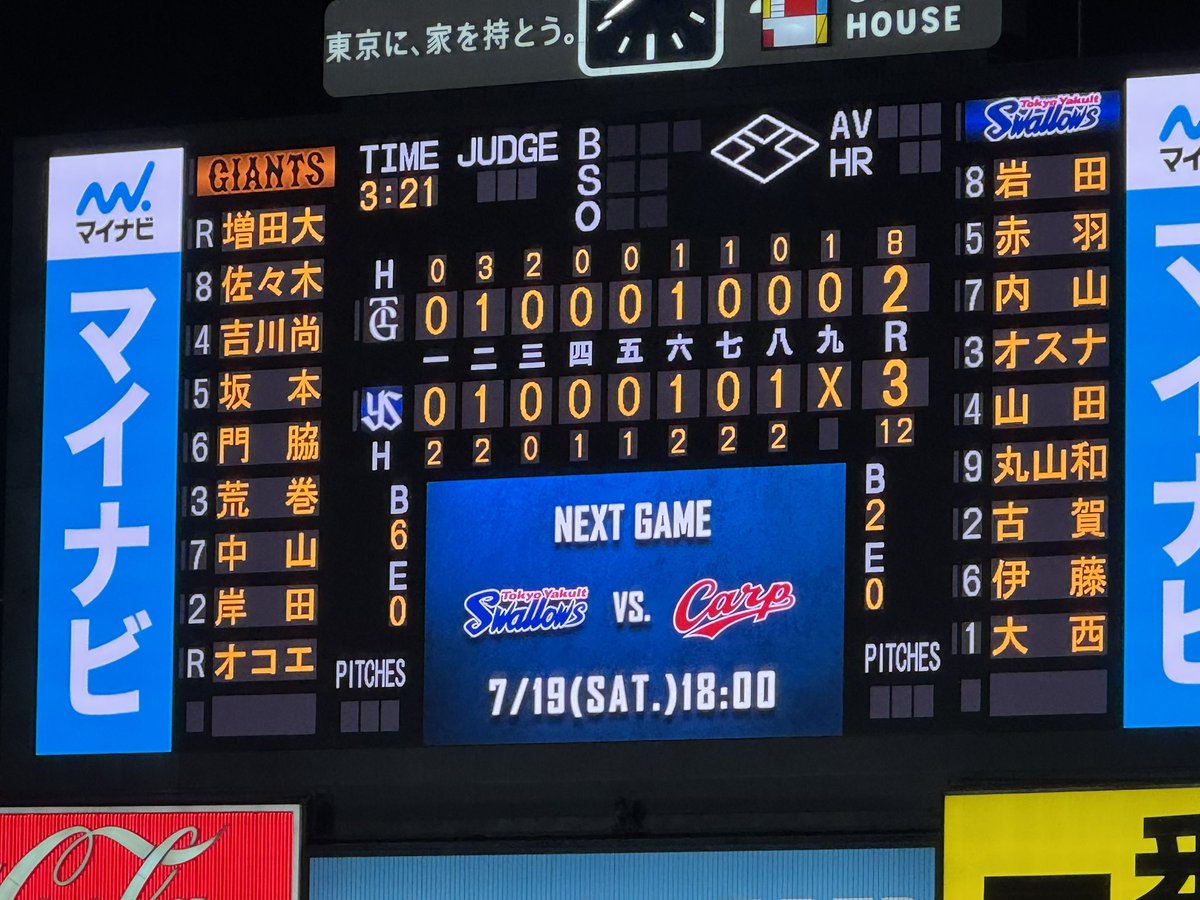 東京に、家を持とう。
HOUSE
マイナビ
マイナビ
GIANTS
R 増田大
8 佐々木
4 吉川尚
5 坂本
6 門脇
3 荒巻
7 中山
2 岸田
R オコエ
TIME
3:21
JUDGE
B
S
O
AV
HR
H 0 3 2 0 0 1 1 0 1 8
TG 0 1 0 0 0 1 0 0 0 2
一 二 三 四 五 六 七 八 九 R
YS 0 1 0 0 0 1 0 1 X 3
H 2 2 0 1 1 2 2 2 12
B
6
E
0
PITCHES
NEXT GAME
Tokyo Yakult
Swallows
VS.
Carp
7/19(SAT.)18:00
B
2
E
0
PITCHES
Tokyo Yakult
Swallows
8 岩田
5 赤羽
7 内山
3 オスナ
4 山田
9 丸山和
2 古賀
6 伊藤
1 大西